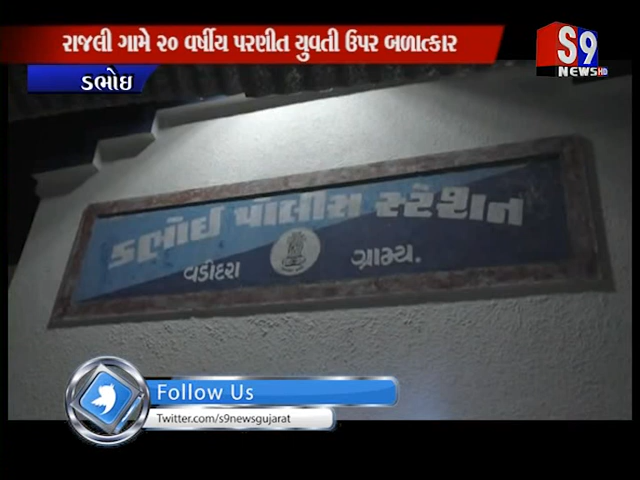 રાજલી ગામે ૨૦ વર્ષીય પરણીત યુવતી ઉપર બળાત્કાર
S9
NEWS HD
ડભોઇ
ડભોઈ પોલીસ સ્ટેશન
વડોદરા ગ્રામ્ય.
Follow Us
Twitter.com/s9newsgujarat